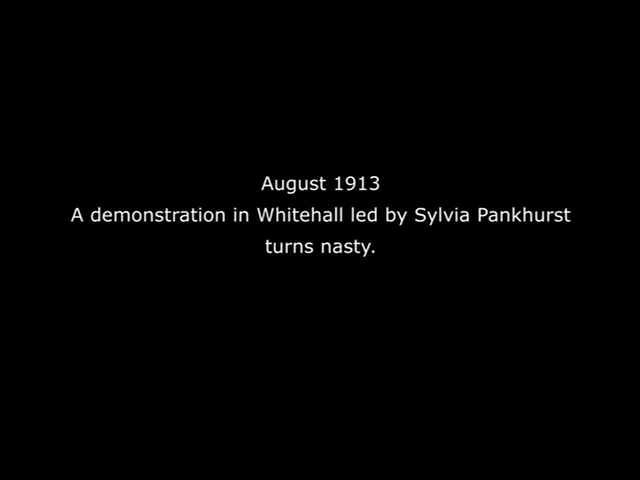 August 1913
A demonstration in Whitehall led by Sylvia Pankhurst
turns nasty.